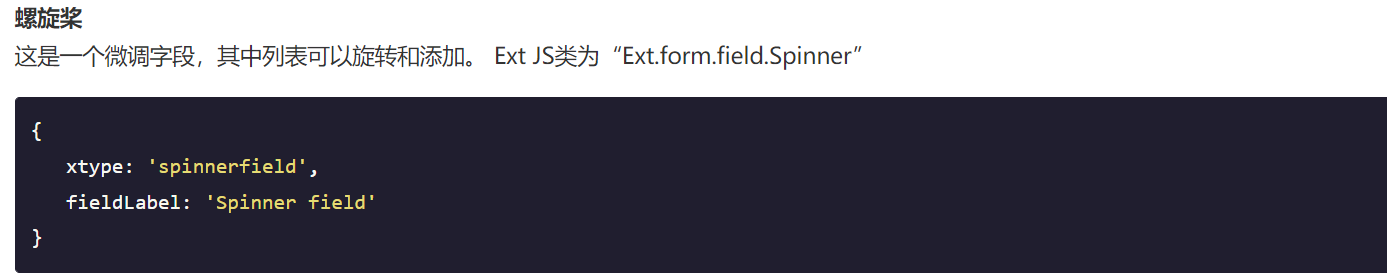 螺旋桨
这是一个微调字段，其中列表可以旋转和添加。 Ext JS类为“Ext.form.field.Spinner”
{
   xtype: 'spinnerfield',
   fieldLabel: 'Spinner field'
}